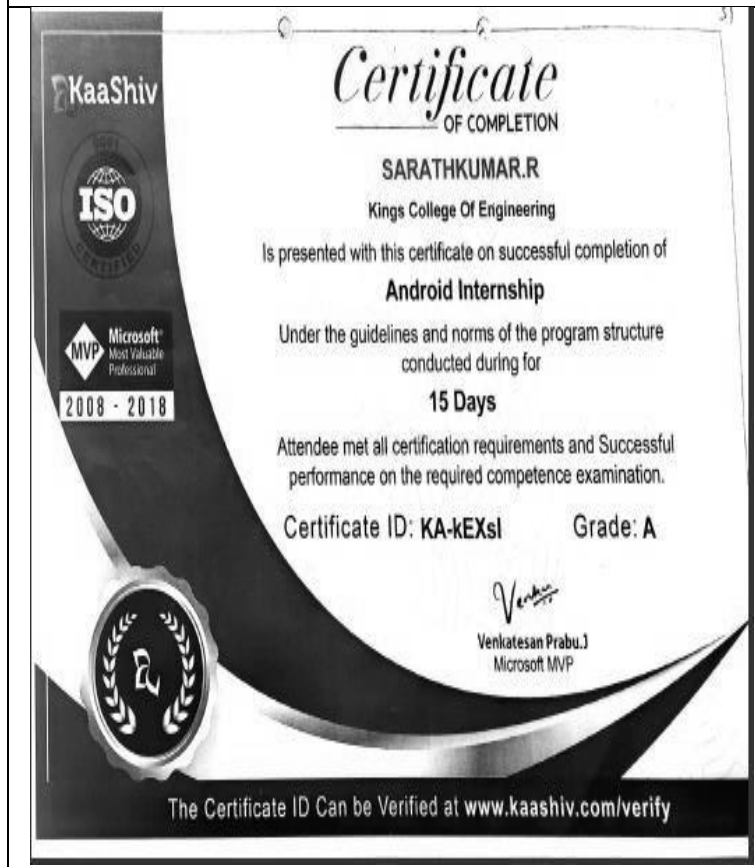 KaaShiv
ISO
CERTIFIED
MVP
Microsoft®
Most Valuable
Professional
2008 - 2018
Certificate
OF COMPLETION
SARATHKUMAR.R
Kings College Of Engineering
Is presented with this certificate on successful completion of
Android Internship
Under the guidelines and norms of the program structure
conducted during for
15 Days
Attendee met all certification requirements and Successful
performance on the required competence examination.
Certificate ID: KA-kEXsI
Grade: A
Venkatesan Prabu.J
Microsoft MVP
The Certificate ID Can be Verified at www.kaashiv.com/verify